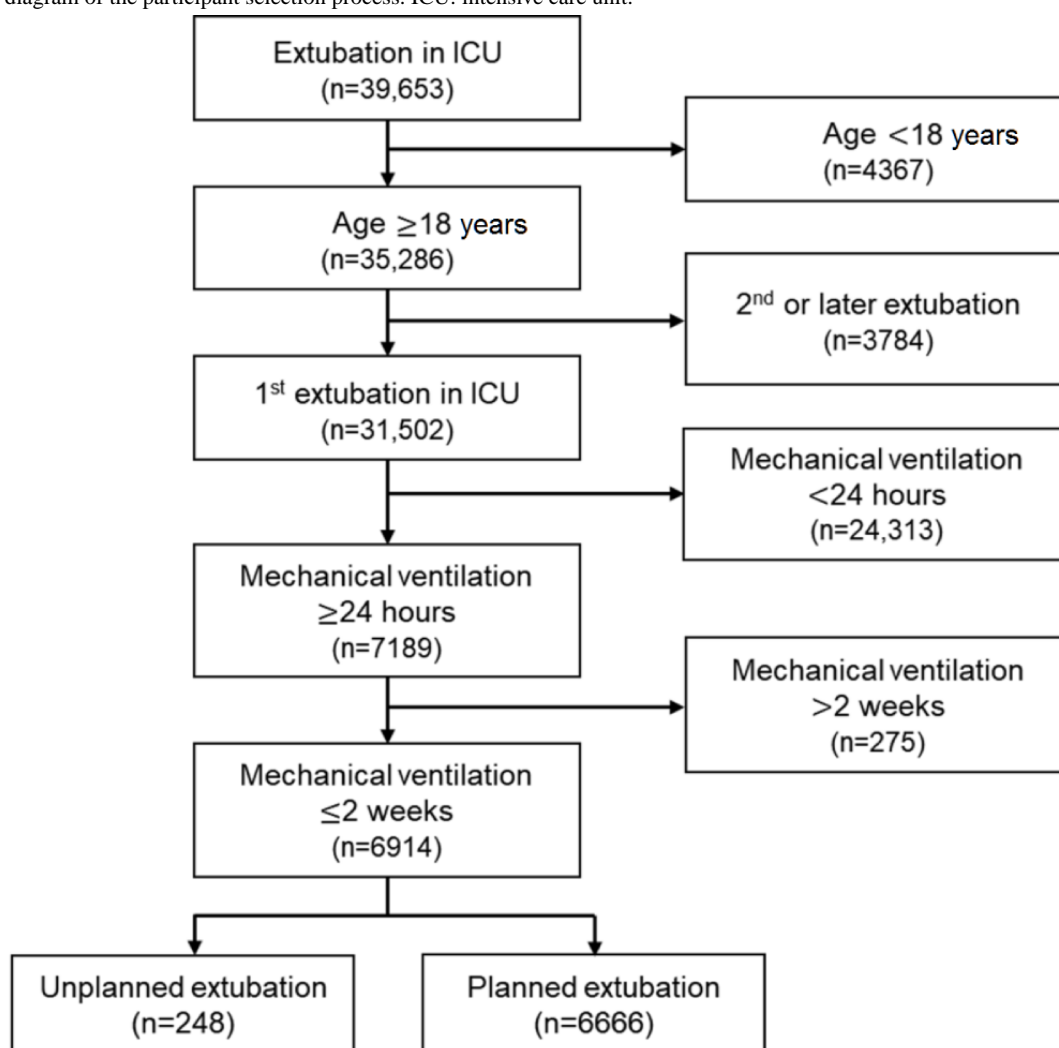 diagram of the participant selection process. ICU: intensive care unit.
Extubation in ICU
(n=39,653)
Age <18 years
(n=4367)
Age ≥18 years
(n=35,286)
2nd or later extubation
(n=3784)
1st extubation in ICU
(n=31,502)
Mechanical ventilation
<24 hours
(n=24,313)
Mechanical ventilation
≥24 hours
(n=7189)
Mechanical ventilation
>2 weeks
(n=275)
Mechanical ventilation
≤2 weeks
(n=6914)
Unplanned extubation
(n=248)
Planned extubation
(n=6666)